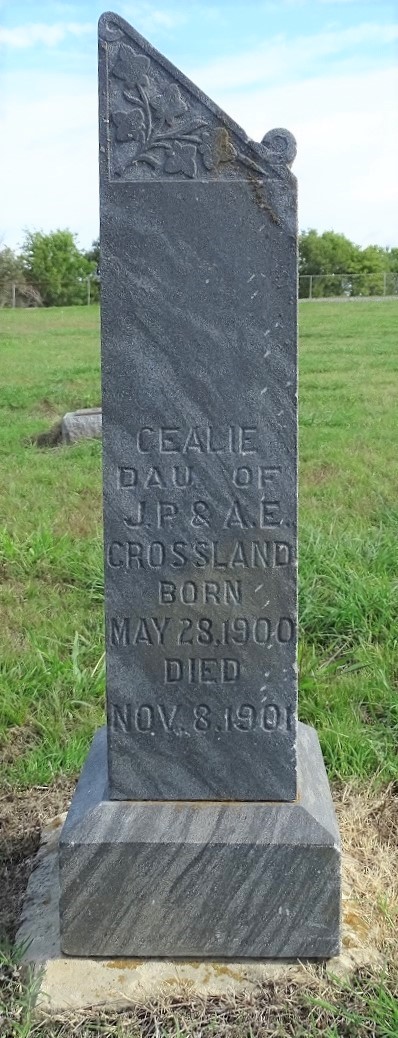 CEALIE
DAU. OF
J.P. & A.E.
CROSSLAND
BORN
MAY 28, 1900
DIED
NOV. 8, 1901